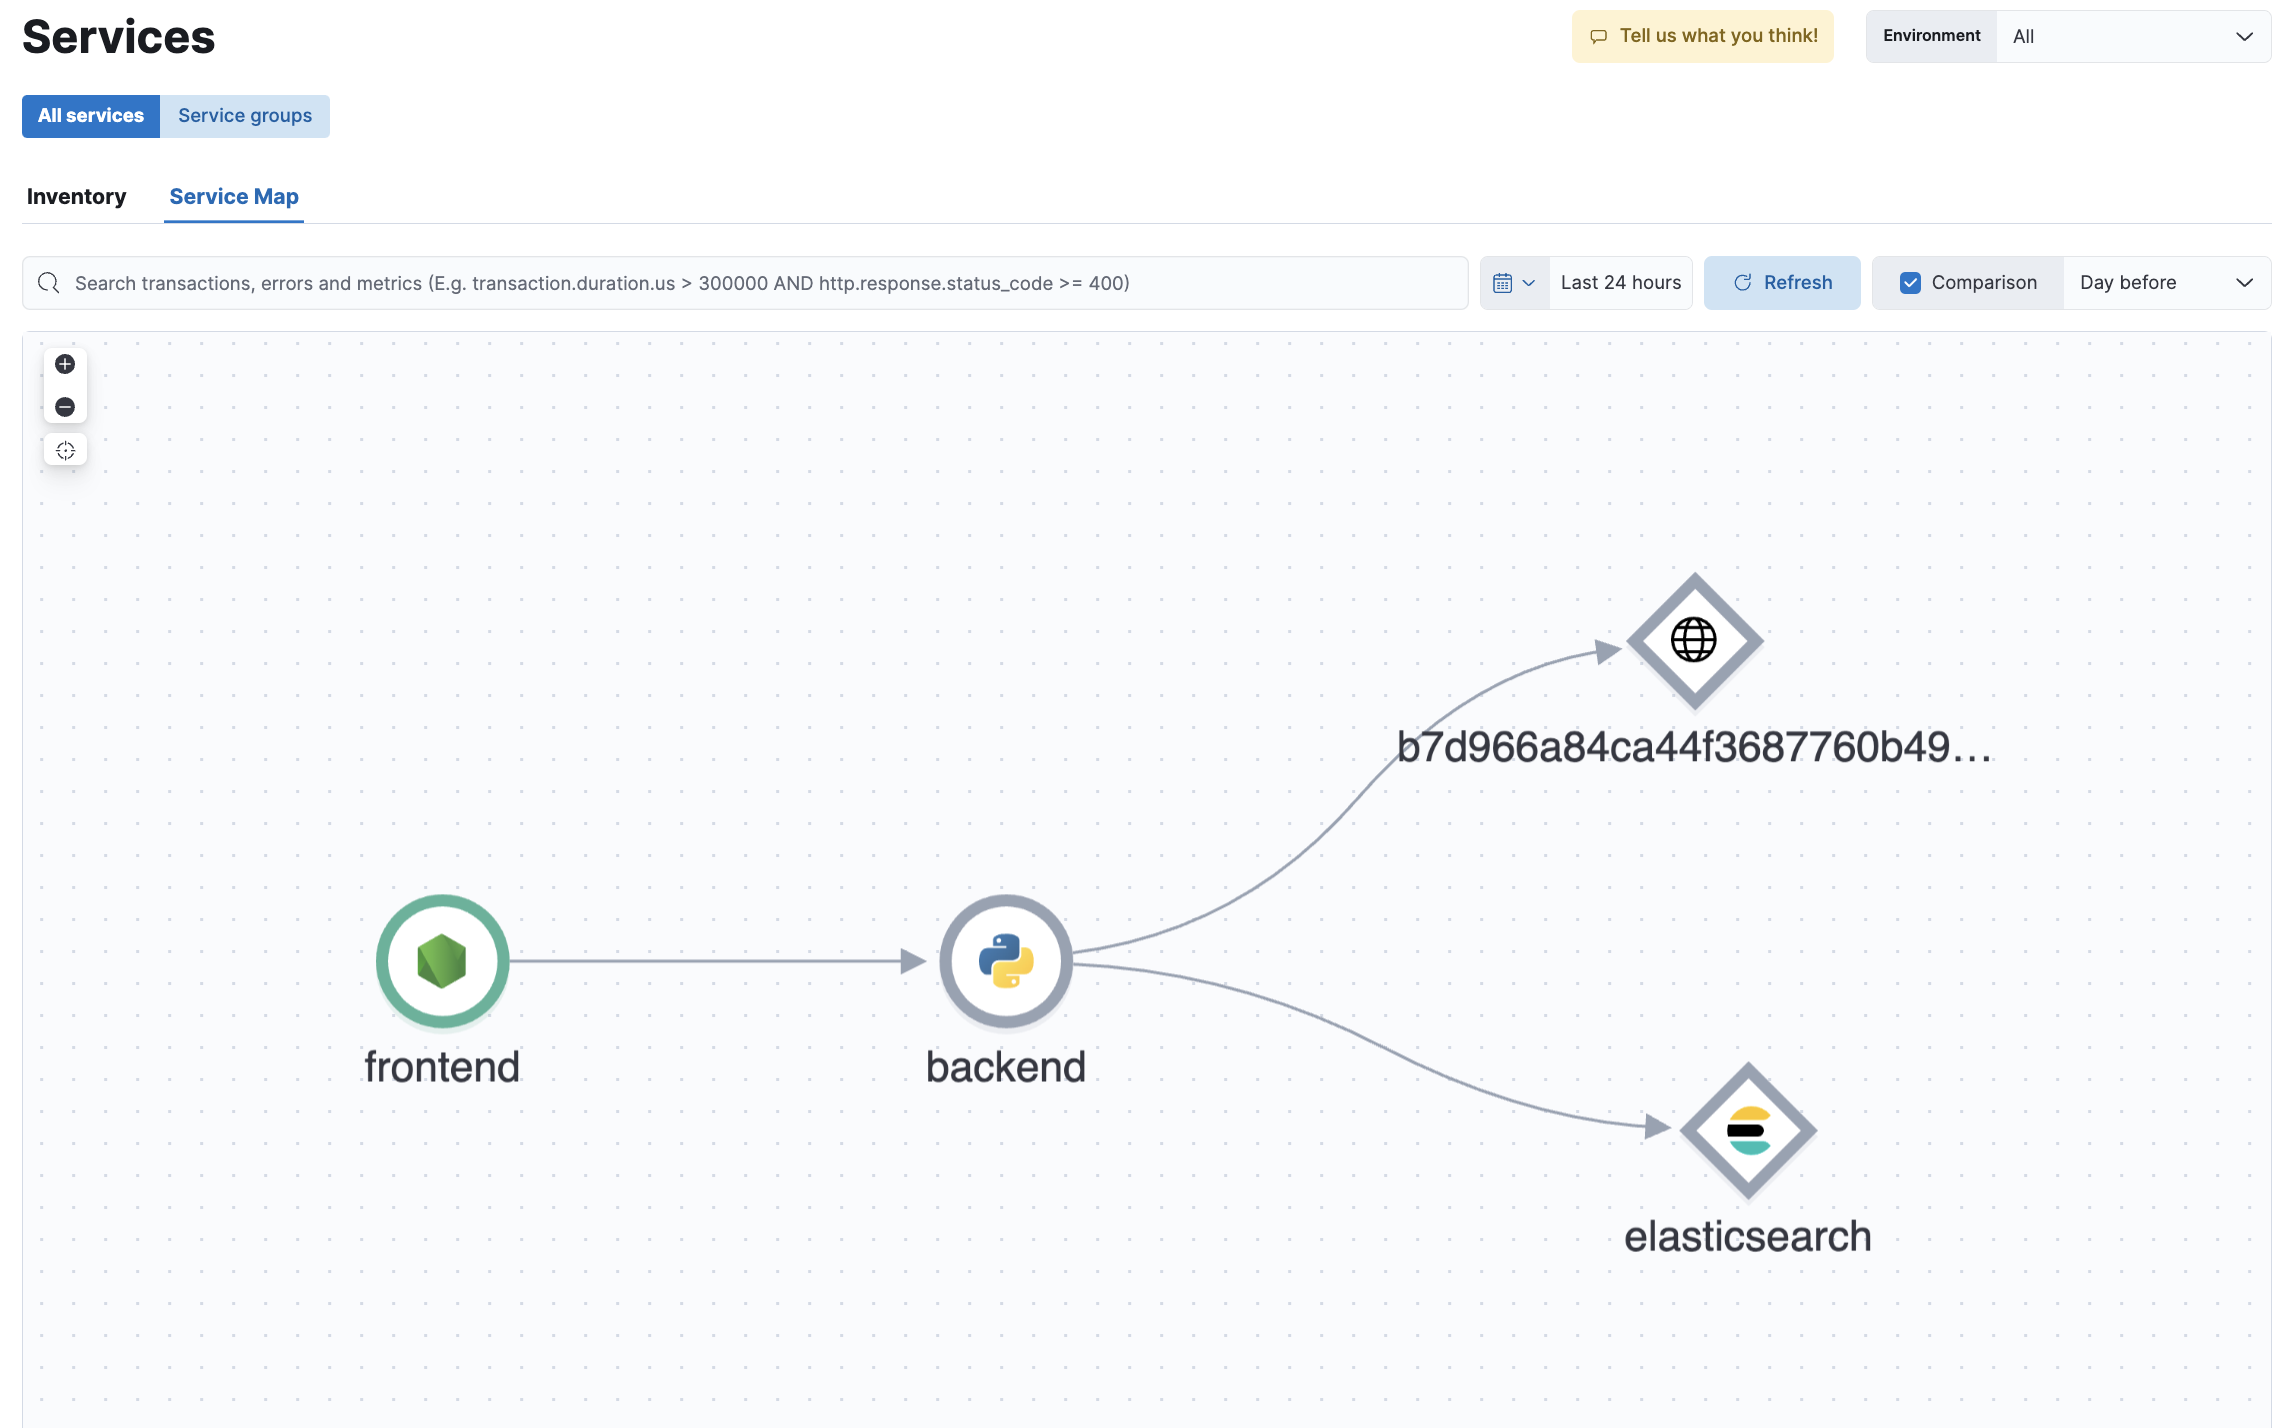 Services
Tell us what you think!
Environment All
All services Service groups
Inventory Service Map
Search transactions, errors and metrics (E.g. transaction.duration.us > 300000 AND http.response.status_code >= 400)
Last 24 hours Refresh Comparison Day before
b7d966a84ca44f3687760b49…
frontend backend
elasticsearch